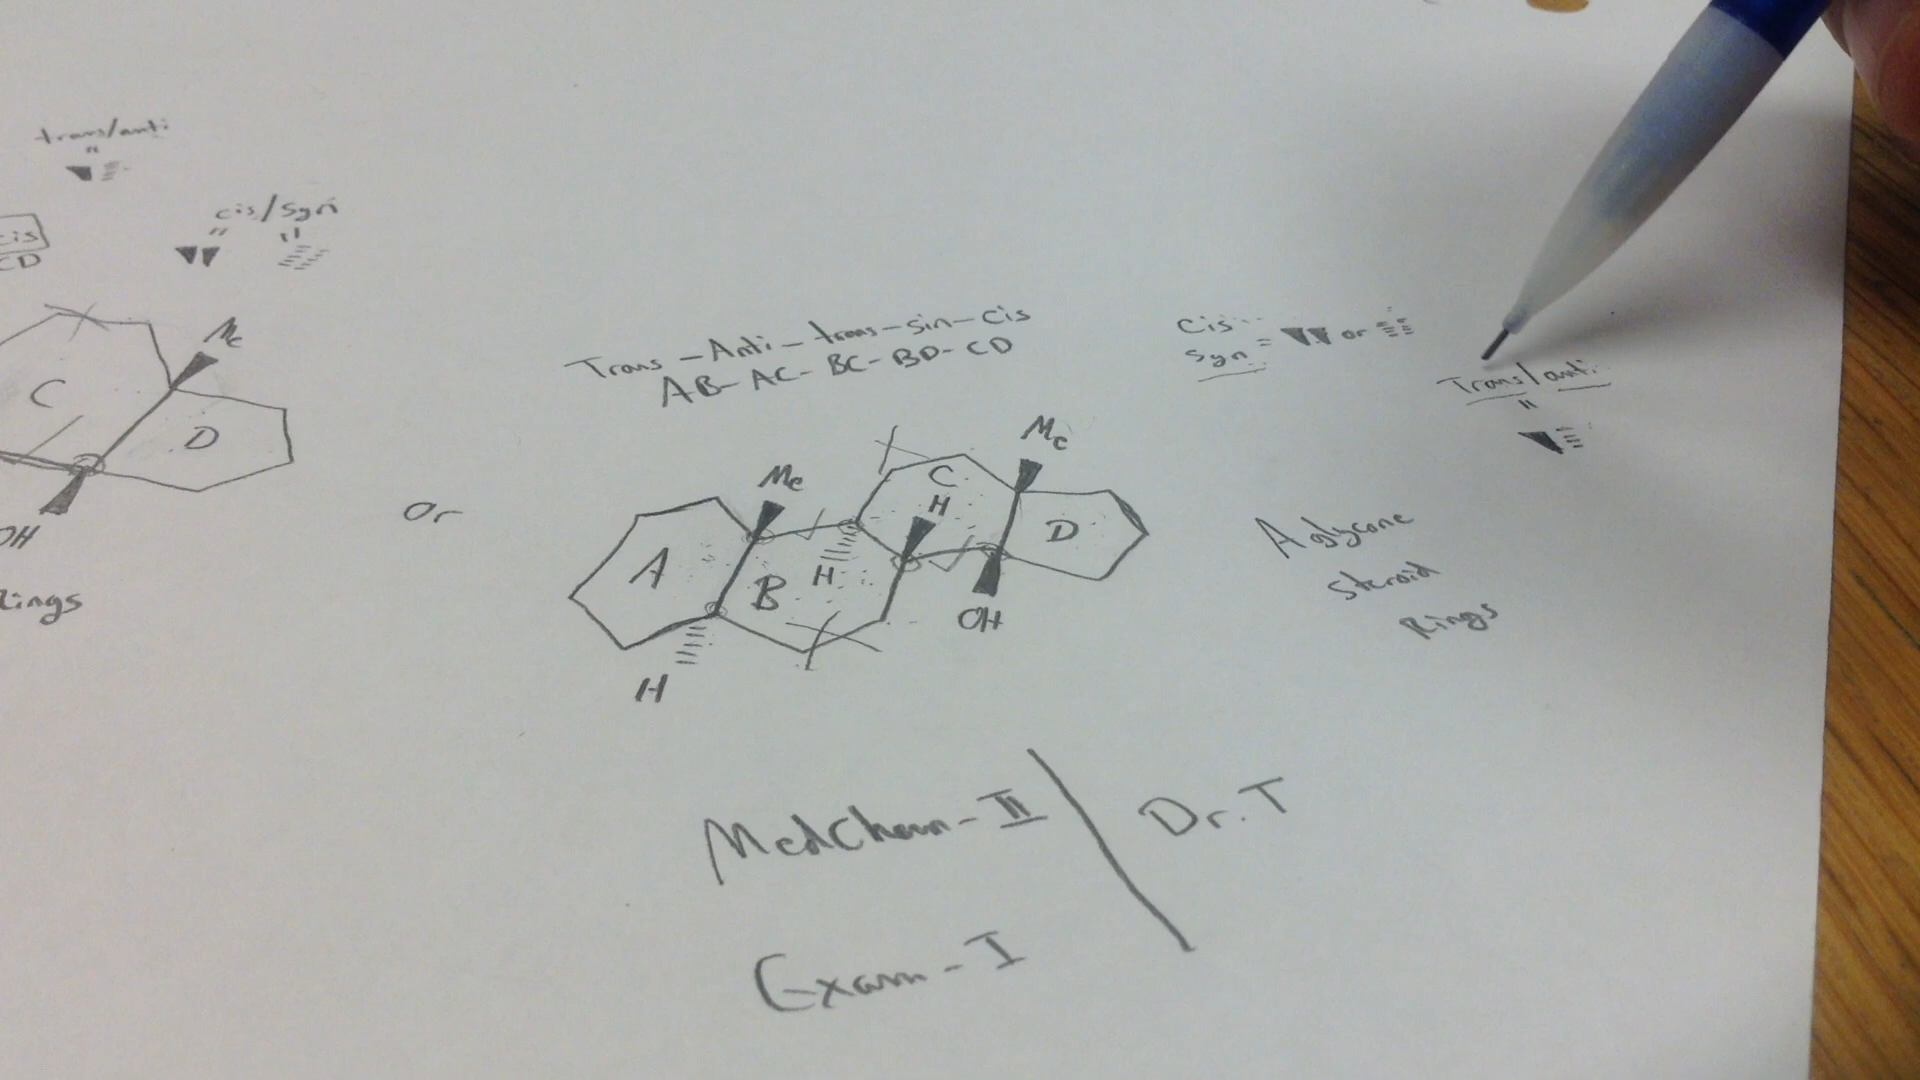 trans/anti
cis/syn
cis
CD
Me
C
D
OH
Rings
Or
Trans-Anti-trans-sin-cis
AB-AC-BC-BD-CD
Cis
Syn = or
Trans/anti
Me
Me
A
B
C
D
H
H
H
OH
Aglycone
Steroid
Rings
MedChem-II
Dr. T
Exam-I